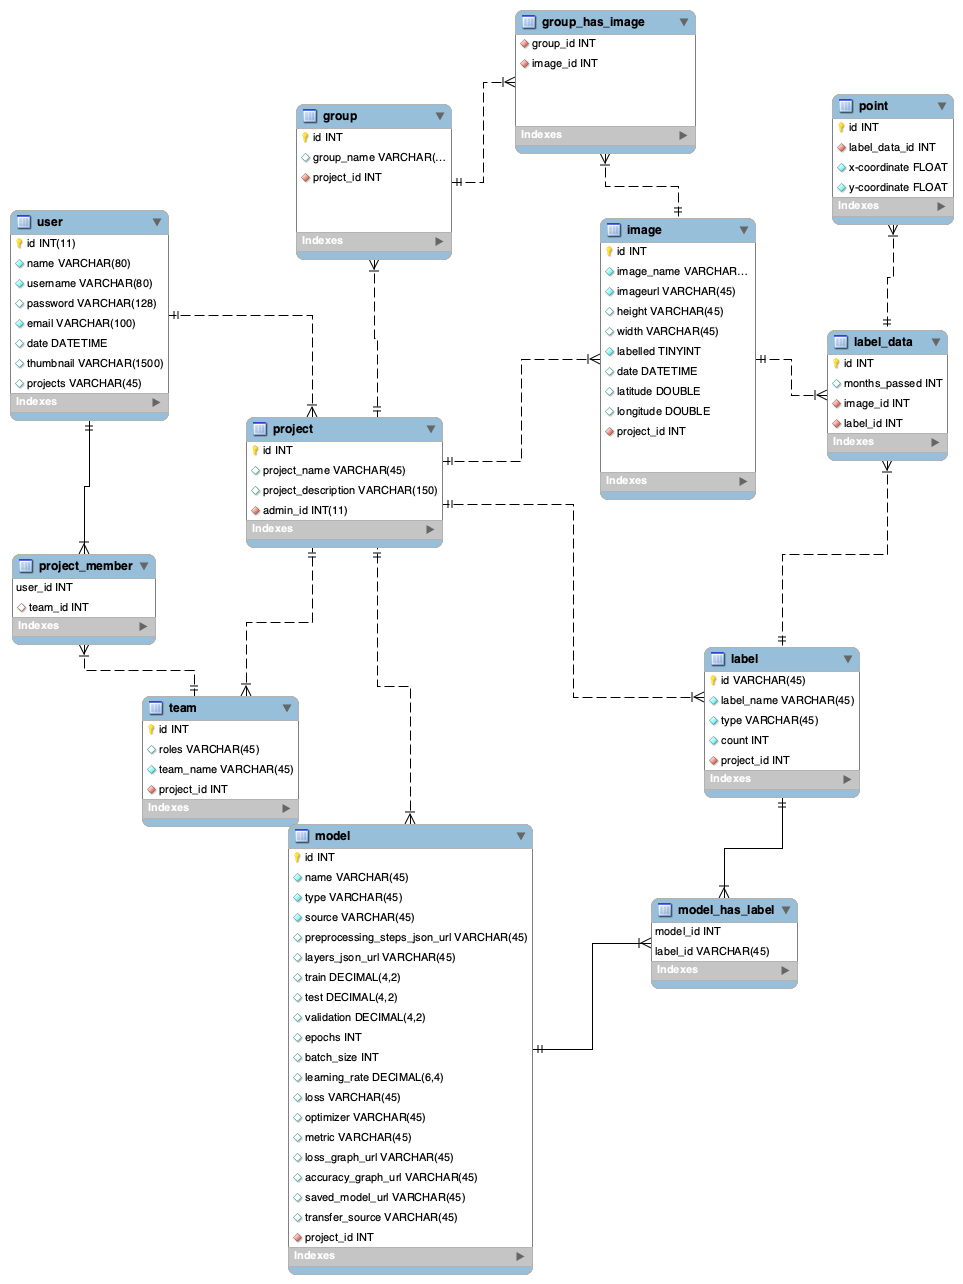 group_has_image
group_id INT
image_id INT
Indexes
group
id INT
group_name VARCHAR(...
project_id INT
Indexes
point
id INT
label_data_id INT
x-coordinate FLOAT
y-coordinate FLOAT
Indexes
user
id INT(11)
name VARCHAR(80)
username VARCHAR(80)
password VARCHAR(128)
email VARCHAR(100)
date DATETIME
thumbnail VARCHAR(1500)
projects VARCHAR(45)
Indexes
image
id INT
image_name VARCHAR...
imageurl VARCHAR(45)
height VARCHAR(45)
width VARCHAR(45)
labelled TINYINT
date DATETIME
latitude DOUBLE
longitude DOUBLE
project_id INT
Indexes
label_data
id INT
months_passed INT
image_id INT
label_id INT
Indexes
project
id INT
project_name VARCHAR(45)
project_description VARCHAR(150)
admin_id INT(11)
Indexes
project_member
user_id INT
team_id INT
Indexes
label
id VARCHAR(45)
label_name VARCHAR(45)
type VARCHAR(45)
count INT
project_id INT
Indexes
team
id INT
roles VARCHAR(45)
team_name VARCHAR(45)
project_id INT
Indexes
model
id INT
name VARCHAR(45)
type VARCHAR(45)
source VARCHAR(45)
preprocessing_steps_json_url VARCHAR(45)
layers_json_url VARCHAR(45)
train DECIMAL(4,2)
test DECIMAL(4,2)
validation DECIMAL(4,2)
epochs INT
batch_size INT
learning_rate DECIMAL(6,4)
loss VARCHAR(45)
optimizer VARCHAR(45)
metric VARCHAR(45)
loss_graph_url VARCHAR(45)
accuracy_graph_url VARCHAR(45)
saved_model_url VARCHAR(45)
transfer_source VARCHAR(45)
project_id INT
Indexes
model_has_label
model_id INT
label_id VARCHAR(45)
Indexes